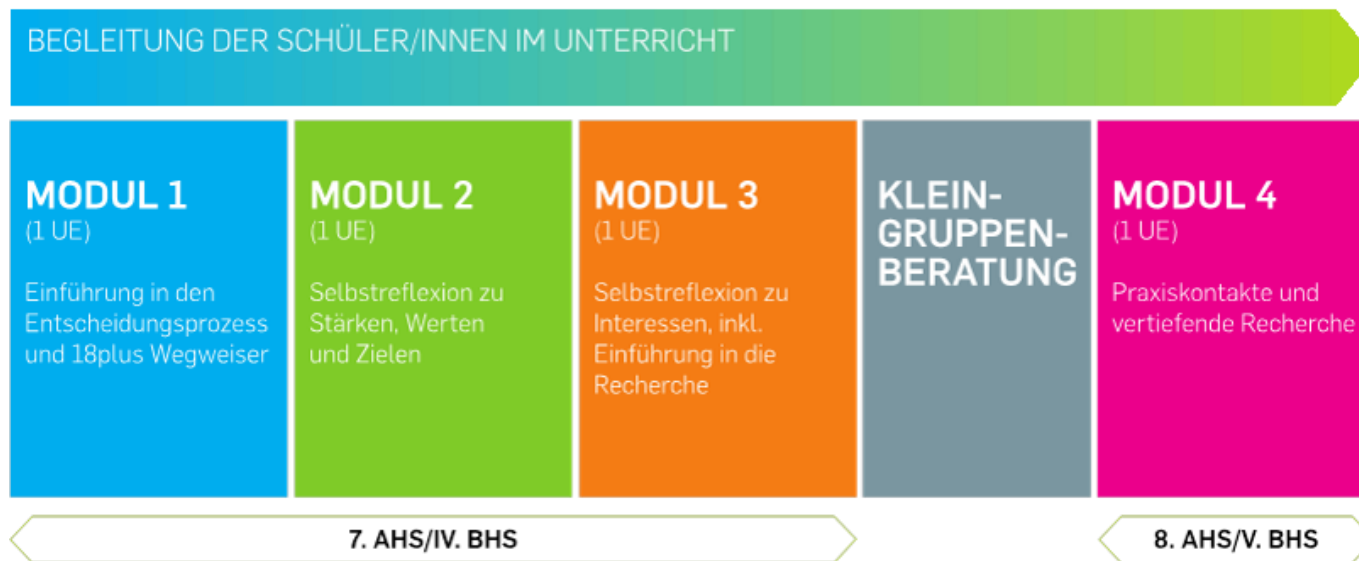 BEGLEITUNG DER SCHÜLER/INNEN IM UNTERRICHT
MODUL 1
(1 UE)
Einführung in den
Entscheidungsprozess
und 18plus Wegweiser
MODUL 2
(1 UE)
Selbstreflexion zu
Stärken, Werten
und Zielen
MODUL 3
(1 UE)
Selbstreflexion zu
Interessen, inkl.
Einführung in die
Recherche
KLEIN-
GRUPPEN-
BERATUNG
MODUL 4
(1 UE)
Praxiskontakte und
vertiefende Recherche
7. AHS/IV. BHS
8. AHS/V. BHS